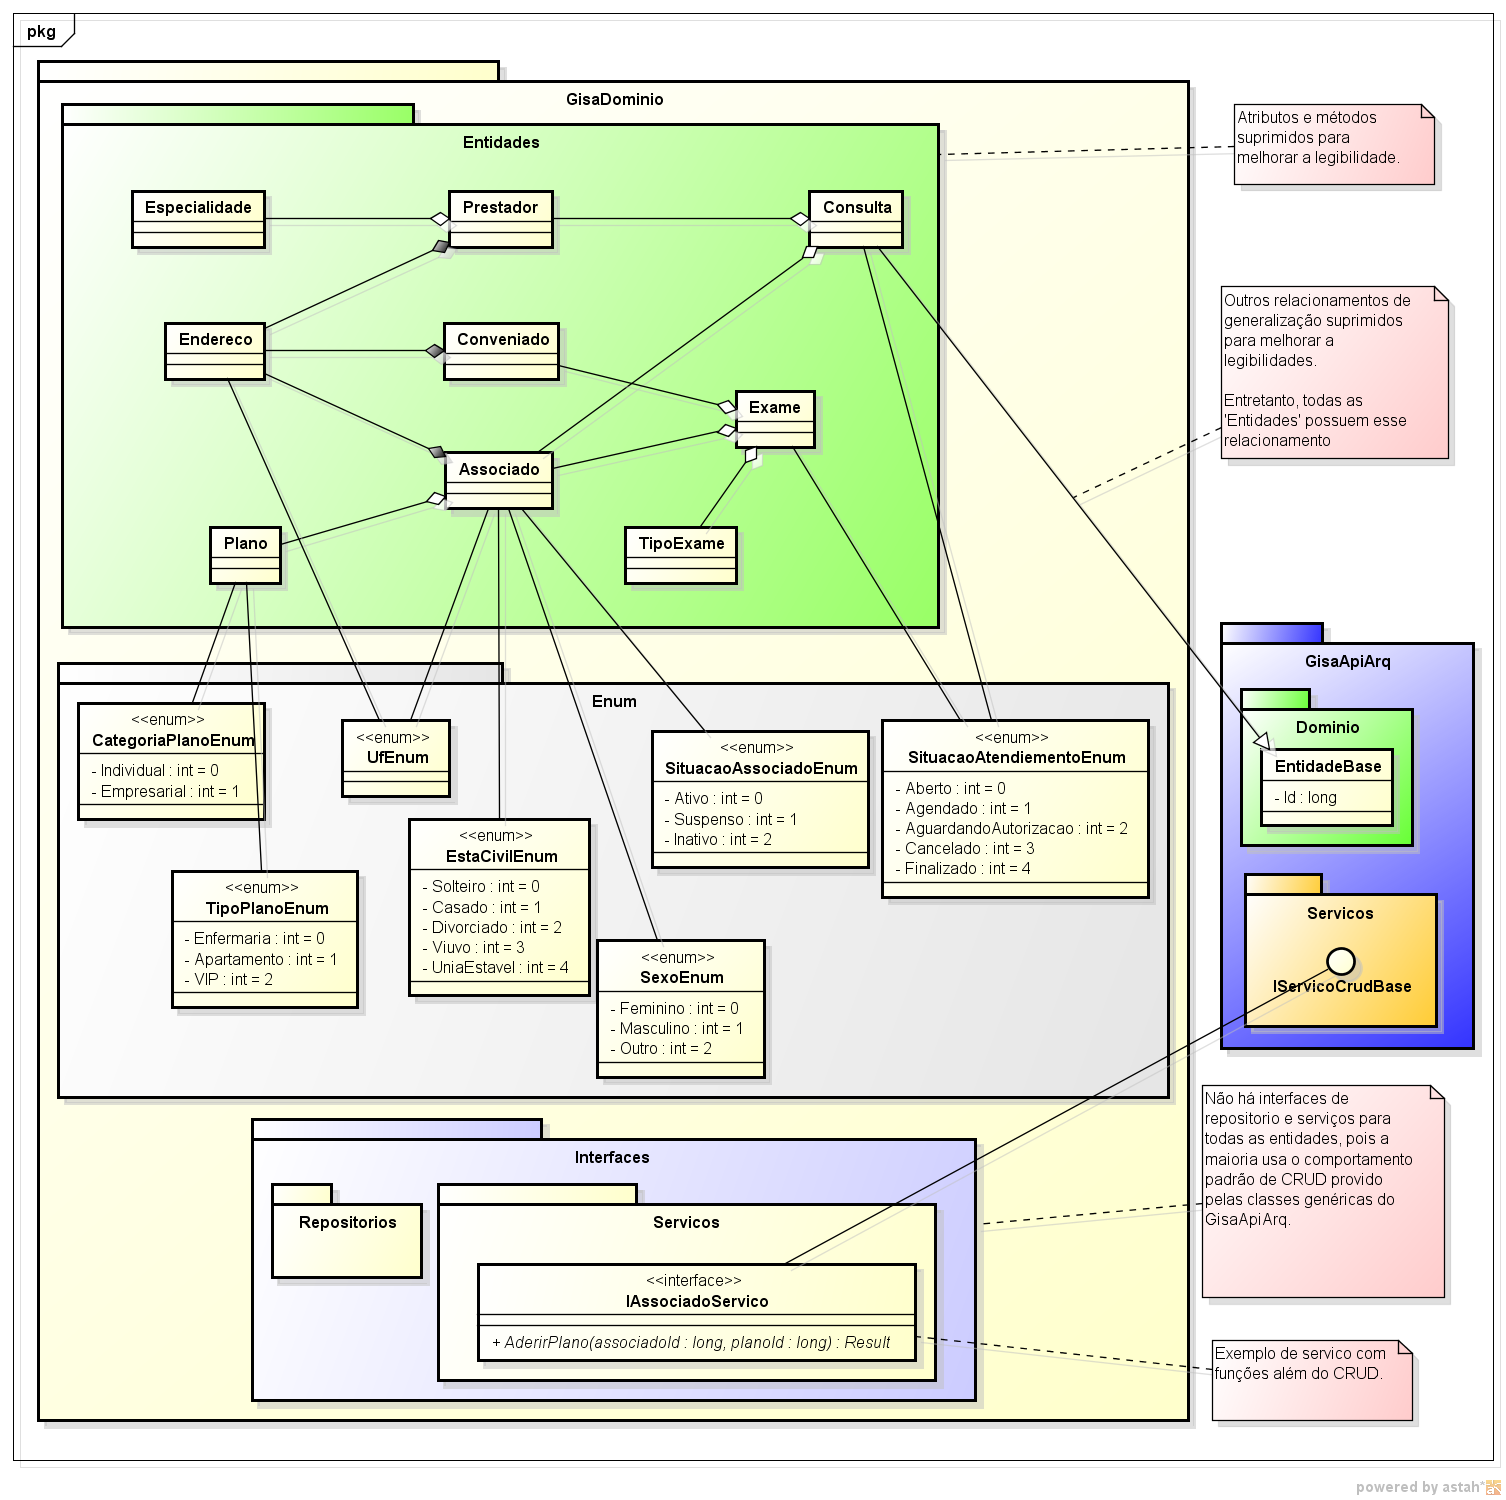 pkg
GisaDominio
Entidades
Especialidade
Prestador
Consulta
Endereco
Conveniado
Exame
Associado
Plano
TipoExame
Atributos e métodos
suprimidos para
melhorar a legibilidade.
Outros relacionamentos de
generalização suprimidos
para melhorar a
legibilidades.
Entretanto, todas as
'Entidades' possuem esse
relacionamento
Enum
<<enum>>
CategoriaPlanoEnum
- Individual : int = 0
- Empresarial : int = 1
<<enum>>
UfEnum
<<enum>>
SituacaoAssociadoEnum
- Ativo : int = 0
- Suspenso : int = 1
- Inativo : int = 2
<<enum>>
SituacaoAtendiementoEnum
- Aberto : int = 0
- Agendado : int = 1
- AguardandoAutorizacao : int = 2
- Cancelado : int = 3
- Finalizado : int = 4
<<enum>>
TipoPlanoEnum
- Enfermaria : int = 0
- Apartamento : int = 1
- VIP : int = 2
<<enum>>
EstaCivilEnum
- Solteiro : int = 0
- Casado : int = 1
- Divorciado : int = 2
- Viuvo : int = 3
- UniaEstavel : int = 4
<<enum>>
SexoEnum
- Feminino : int = 0
- Masculino : int = 1
- Outro : int = 2
GisaApiArq
Dominio
EntidadeBase
- Id : long
Servicos
IServicoCrudBase
Interfaces
Repositorios
Servicos
<<interface>>
IAssociadoServico
+ AderirPlano(associadoId : long, planoId : long) : Result
Não há interfaces de
repositorio e serviços para
todas as entidades, pois a
maioria usa o comportamento
padrão de CRUD provido
pelas classes genéricas do
GisaApiArq.
Exemplo de servico com
funções além do CRUD.
powered by astah*